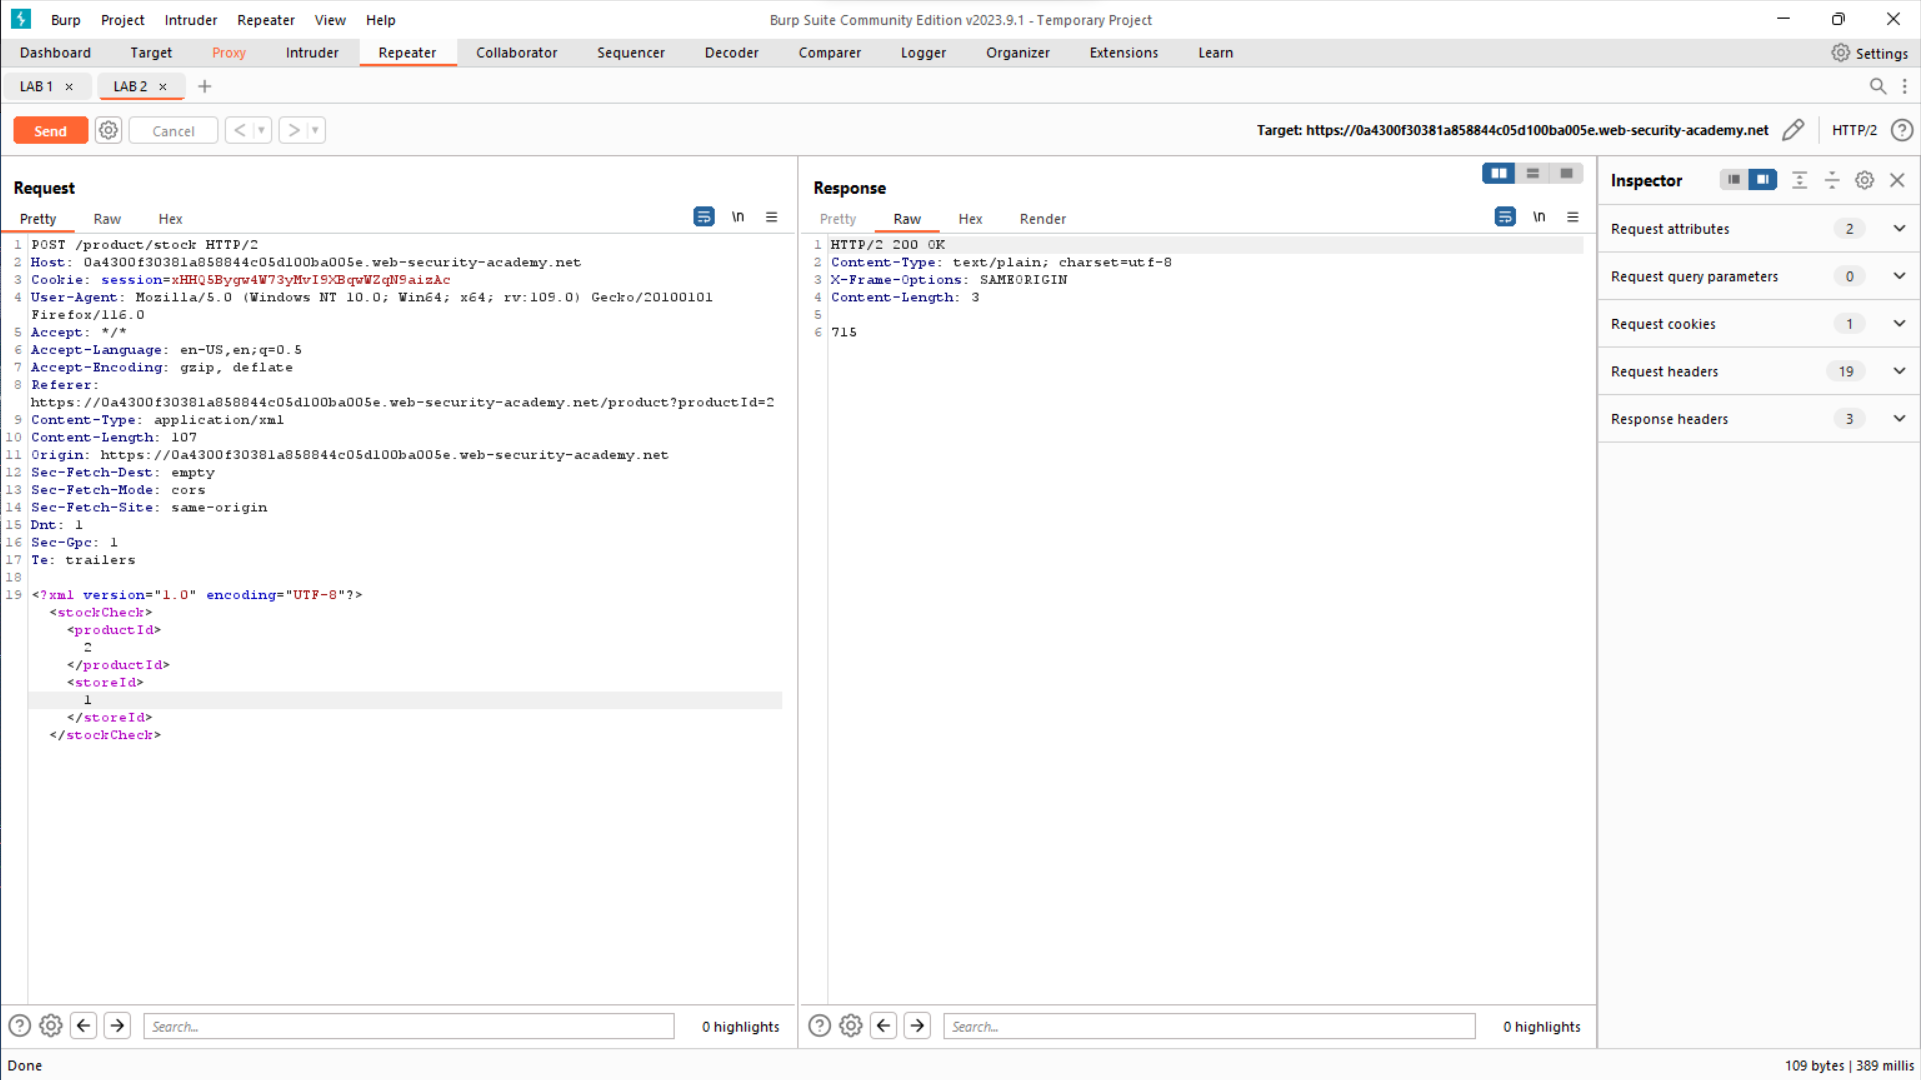 Burp Project Intruder Repeater View Help
Burp Suite Community Edition v2023.9.1 - Temporary Project
Dashboard Target Proxy Intruder Repeater Collaborator Sequencer Decoder Comparer Logger Organizer Extensions Learn
Settings
LAB 1 × LAB 2 × +
Send Cancel < >
Target: https://0a4300f30381a858844c05d100ba005e.web-security-academy.net
HTTP/2
Request
Pretty Raw Hex
\n
1 POST /product/stock HTTP/2
2 Host: 0a4300f30381a858844c05d100ba005e.web-security-academy.net
3 Cookie: session=xHHQ5Bygw4W73yMvI9XBqwWZqN9aizAc
4 User-Agent: Mozilla/5.0 (Windows NT 10.0; Win64; x64; rv:109.0) Gecko/20100101
Firefox/116.0
5 Accept: */*
6 Accept-Language: en-US,en;q=0.5
7 Accept-Encoding: gzip, deflate
8 Referer:
https://0a4300f30381a858844c05d100ba005e.web-security-academy.net/product?productId=2
9 Content-Type: application/xml
10 Content-Length: 107
11 Origin: https://0a4300f30381a858844c05d100ba005e.web-security-academy.net
12 Sec-Fetch-Dest: empty
13 Sec-Fetch-Mode: cors
14 Sec-Fetch-Site: same-origin
15 Dnt: 1
16 Sec-Gpc: 1
17 Te: trailers
18
19 <?xml version="1.0" encoding="UTF-8"?>
<stockCheck>
<productId>
2
</productId>
<storeId>
1
</storeId>
</stockCheck>
Search...
0 highlights
Response
Pretty Raw Hex Render
\n
1 HTTP/2 200 OK
2 Content-Type: text/plain; charset=utf-8
3 X-Frame-Options: SAMEORIGIN
4 Content-Length: 3
5
6 715
Search...
0 highlights
Inspector
Request attributes 2
Request query parameters 0
Request cookies 1
Request headers 19
Response headers 3
Done
109 bytes | 389 millis